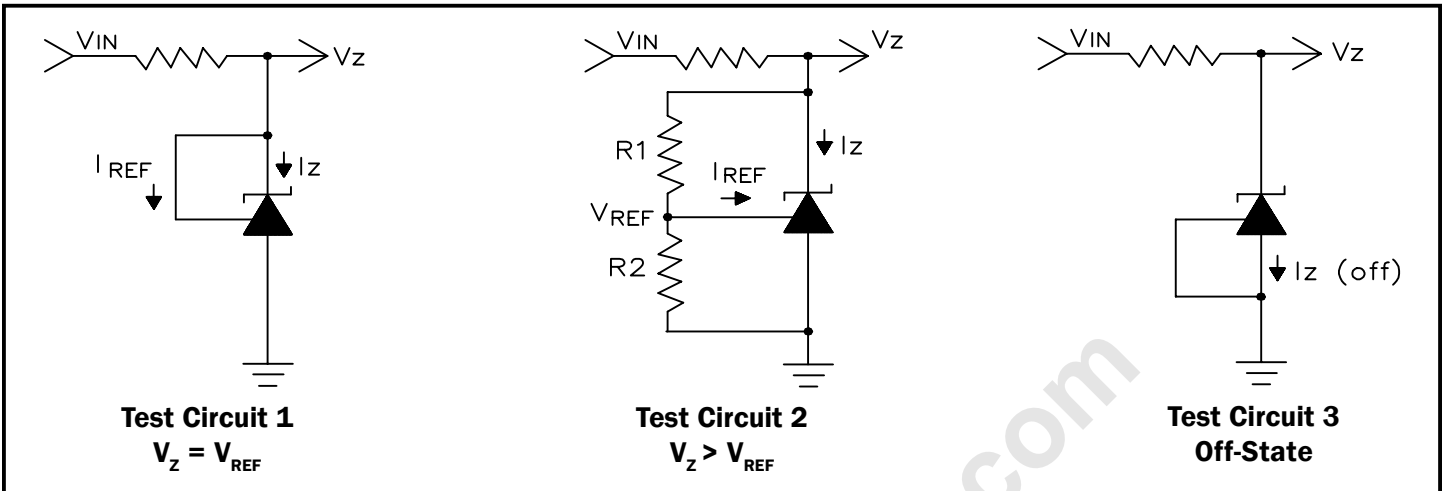 VIN
Vz
IREF
Iz
Test Circuit 1
VZ = VREF
VIN
Vz
R1
Iz
IREF
VREF
R2
Test Circuit 2
VZ > VREF
VIN
Vz
Iz (off)
Test Circuit 3
Off-State
com